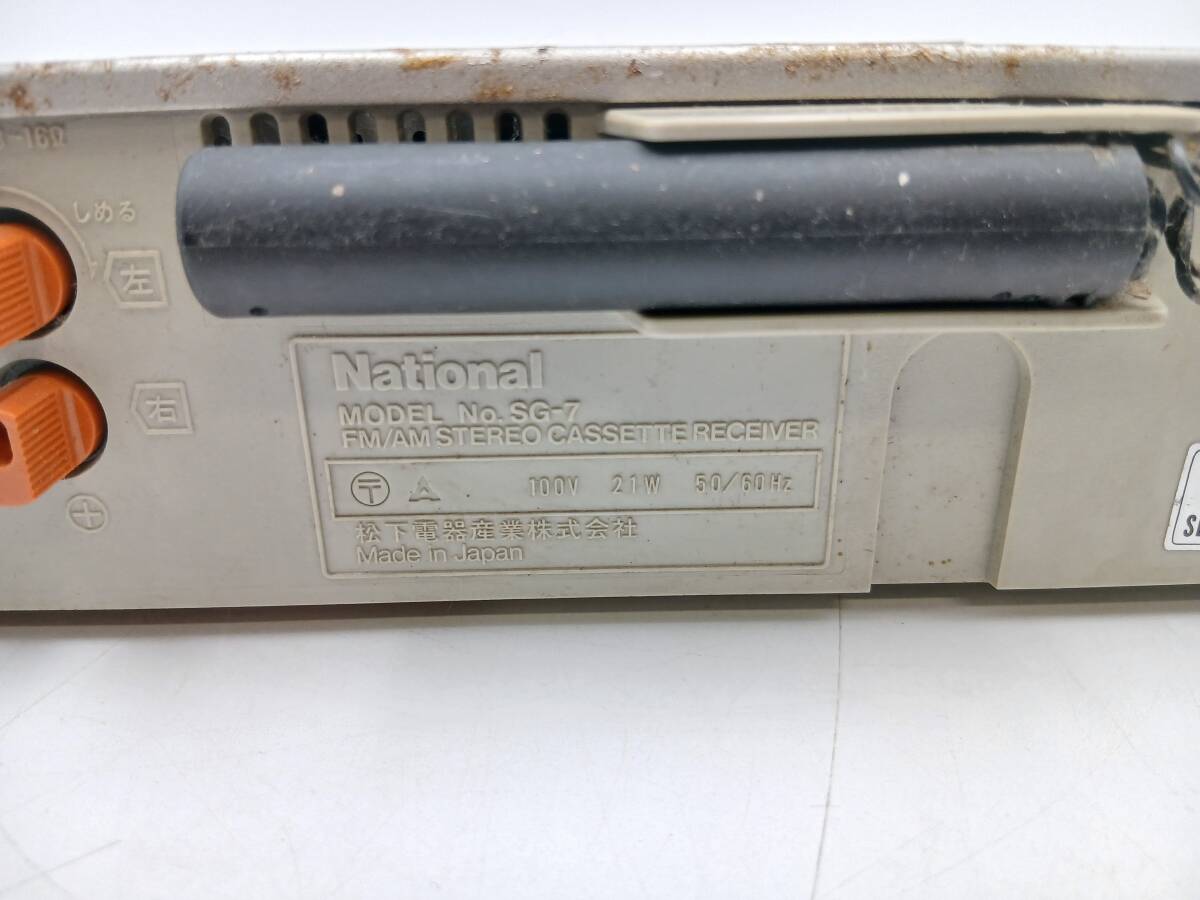 -16Ω
しめる
左
右
⊕
National
MODEL No. SG-7
FM/AM STEREO CASSETTE RECEIVER
〶 100V 21W 50/60Hz
松下電器産業株式会社
Made in Japan